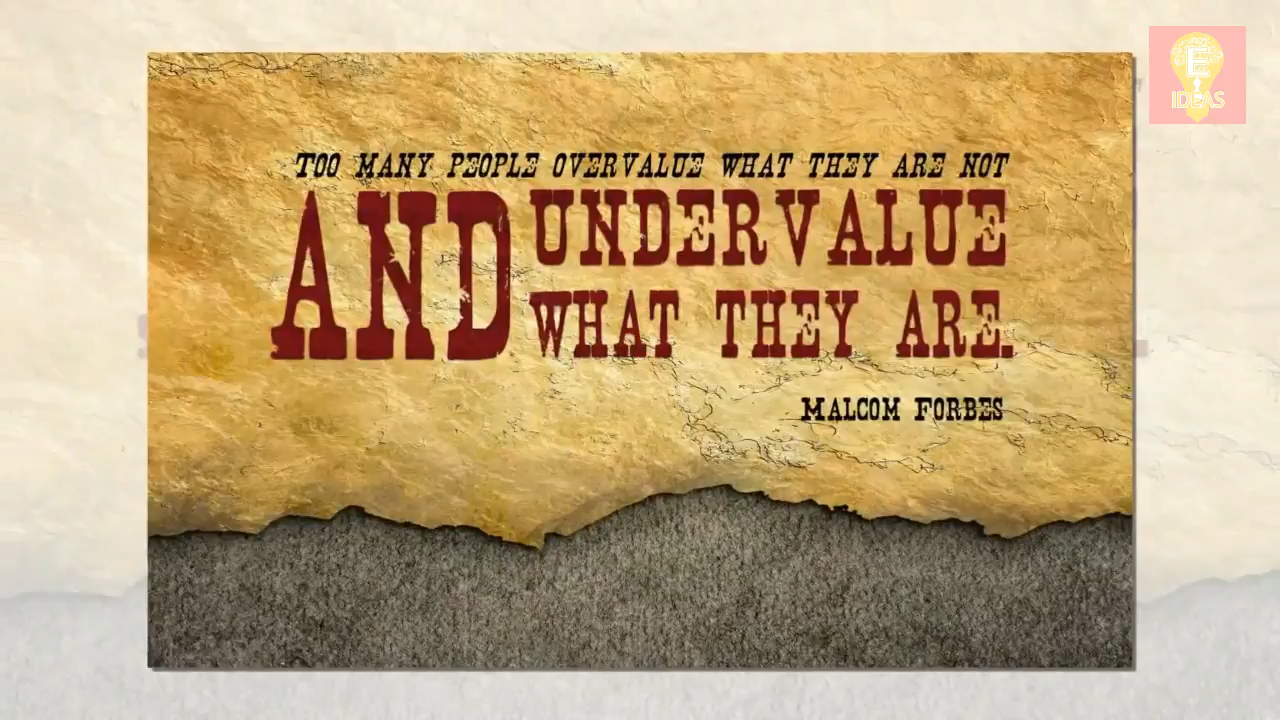 TOO MANY PEOPLE OVERVALUE WHAT THEY ARE NOT
AND UNDERVALUE
WHAT THEY ARE.
MALCOM FORBES
E
IDEAS